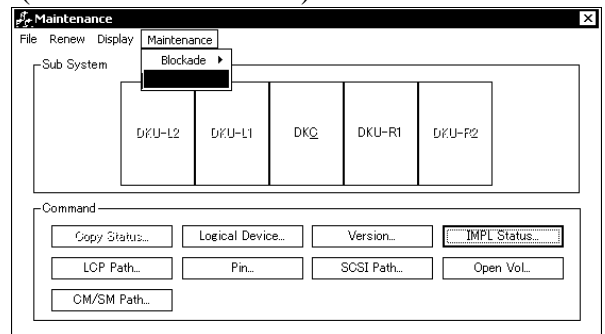 Maintenance
File Renew Display Maintenance
Blockade
Sub System
DKU-L2 DKU-L1 DKC DKU-R1 DKU-R2
Command
Copy Status... Logical Device... Version... IMPL Status...
LCP Path... Pin... SCSI Path... Open Vol...
CM/SM Path...